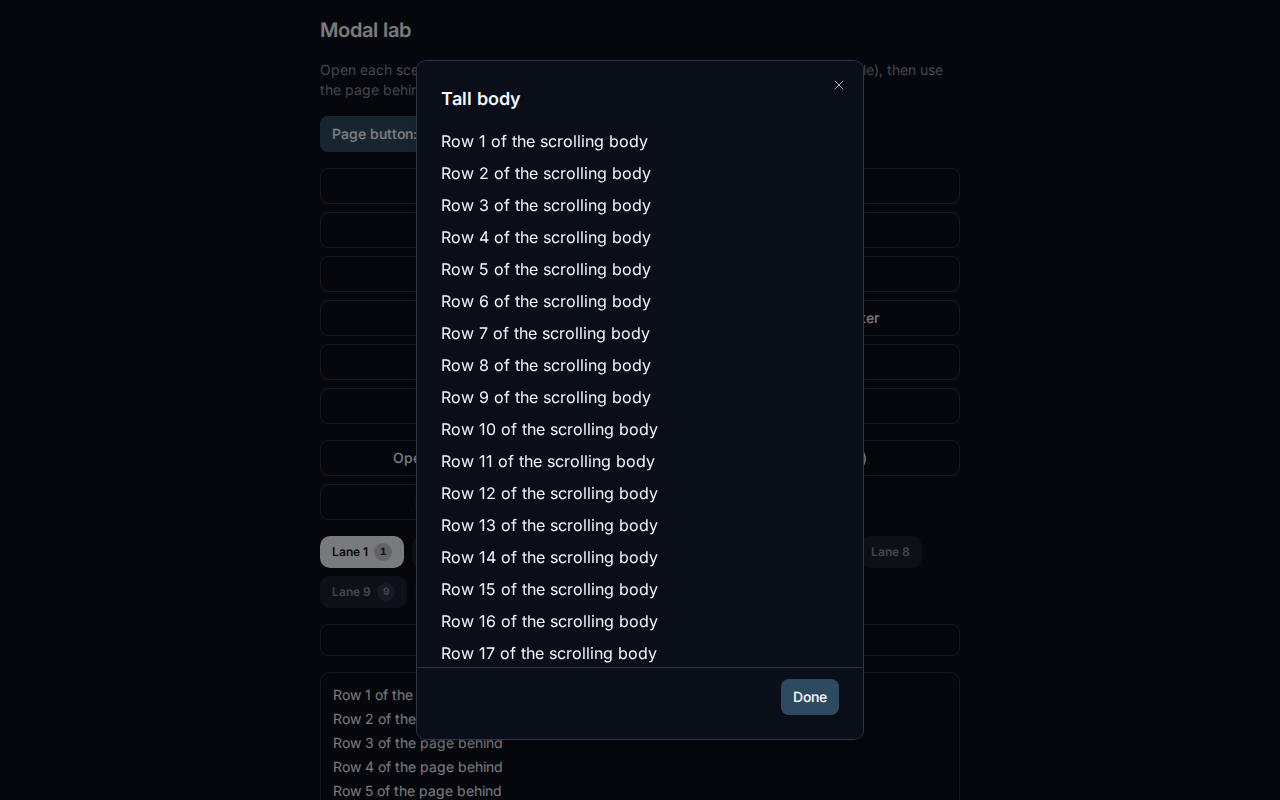 Modal lab
Open each sce
le), then use
the page behin
Page button:
Tall body
Row 1 of the scrolling body
Row 2 of the scrolling body
Row 3 of the scrolling body
Row 4 of the scrolling body
Row 5 of the scrolling body
Row 6 of the scrolling body
Row 7 of the scrolling body
Row 8 of the scrolling body
Row 9 of the scrolling body
Row 10 of the scrolling body
Row 11 of the scrolling body
Row 12 of the scrolling body
Row 13 of the scrolling body
Row 14 of the scrolling body
Row 15 of the scrolling body
Row 16 of the scrolling body
Row 17 of the scrolling body
Done
Ope
Lane 1 1
Lane 8
Lane 9 9
Row 1 of the
Row 2 of the
Row 3 of the page behind
Row 4 of the page behind
Row 5 of the page behind